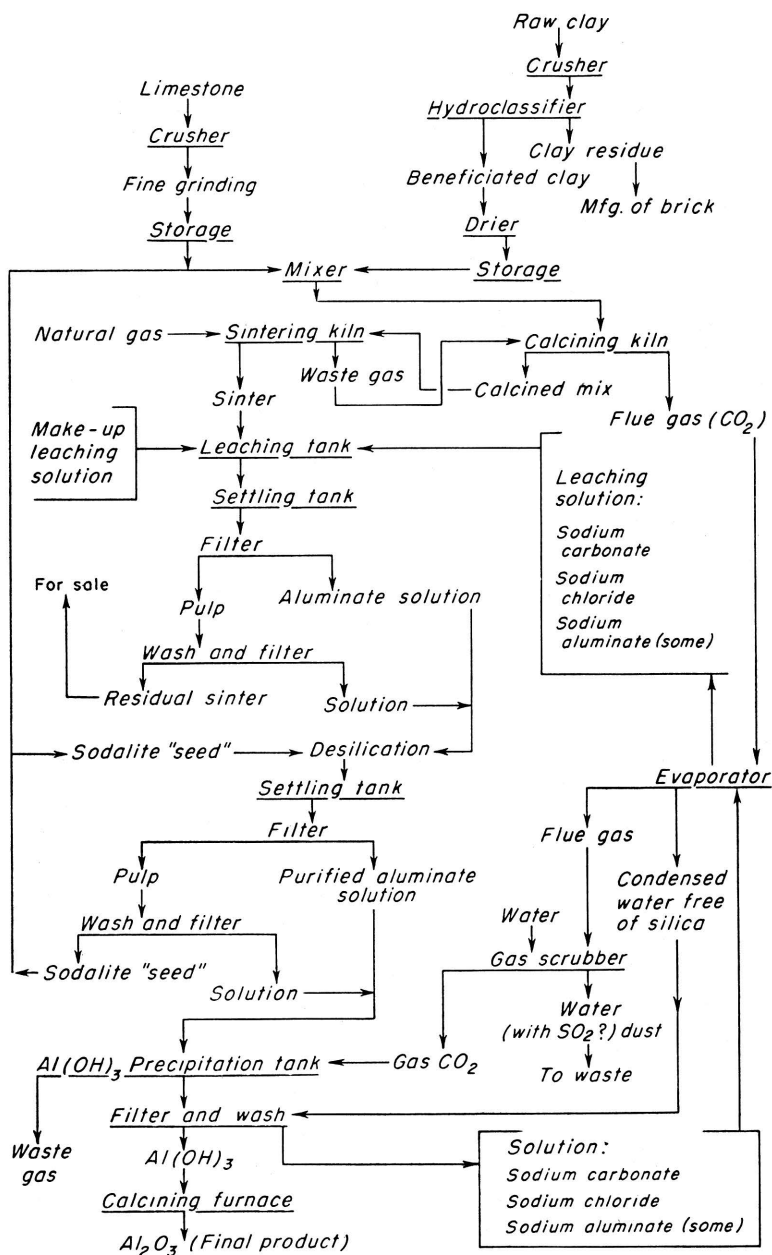 Raw clay
Crusher
Limestone
Hydroclassifier
Crusher
Clay residue
Fine grinding
Beneficiated clay
Mfg. of brick
Storage
Drier
Mixer
Storage
Natural gas
Sintering kiln
Calcining kiln
Waste gas
Calcined mix
Sinter
Flue gas (CO₂)
Make-up
leaching
solution
Leaching tank
Leaching
solution:
Sodium
carbonate
Sodium
chloride
Sodium
aluminate (some)
Settling tank
Filter
For sale
Pulp
Aluminate solution
Wash and filter
Residual sinter
Solution
Sodalite "seed"
Desilication
Settling tank
Evaporator
Filter
Flue gas
Pulp
Purified aluminate
solution
Condensed
water free
of silica
Wash and filter
Water
Gas scrubber
Sodalite "seed"
Solution
Water
(with SO₂?) dust
Al(OH)₃ Precipitation tank
Gas CO₂
To waste
Filter and wash
Waste
gas
Al(OH)₃
Solution:
Sodium carbonate
Sodium chloride
Sodium aluminate (some)
Calcining furnace
Al₂O₃ (Final product)